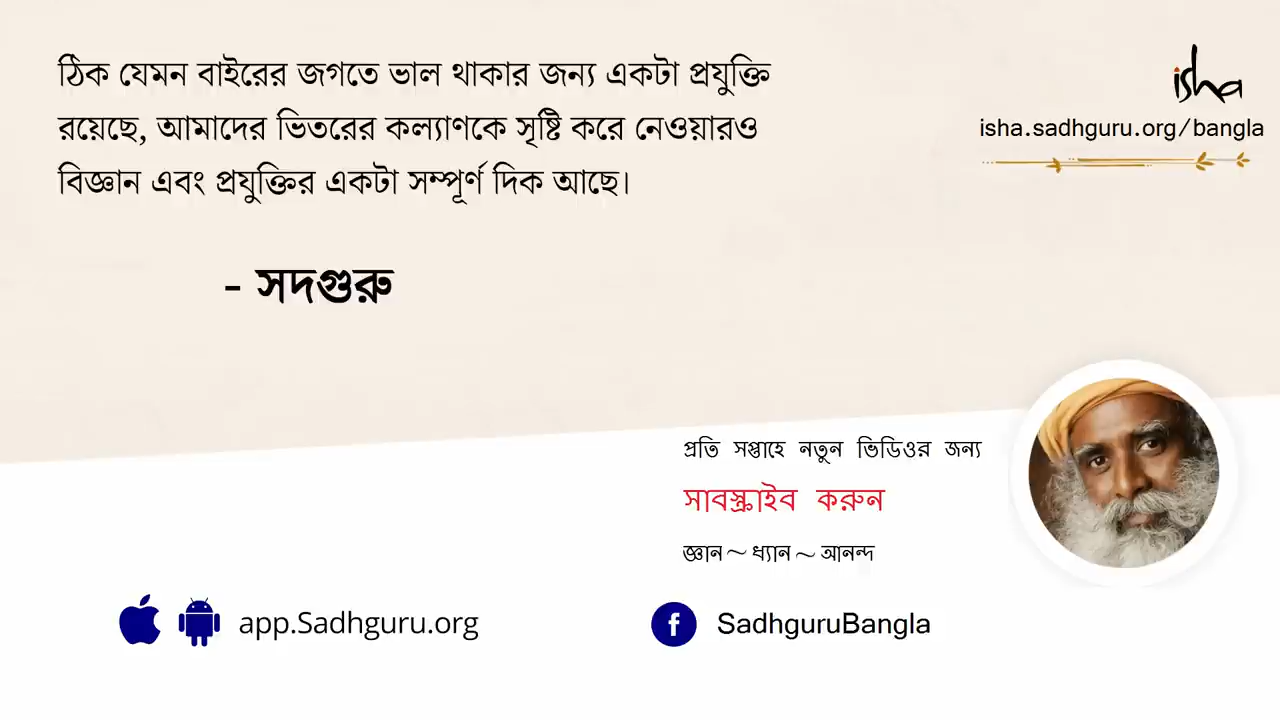 ঠিক যেমন বাইরের জগতে ভাল থাকার জন্য একটা প্রযুক্তি
রয়েছে, আমাদের ভিতরের কল্যাণকে সৃষ্টি করে নেওয়ারও
বিজ্ঞান এবং প্রযুক্তির একটা সম্পূর্ণ দিক আছে।
- সদগুরু
isha
isha.sadhguru.org/bangla
প্রতি সপ্তাহে নতুন ভিডিওর জন্য
সাবস্ক্রাইব করুন
জ্ঞান ~ ধ্যান ~ আনন্দ
app.Sadhguru.org
f SadhguruBangla